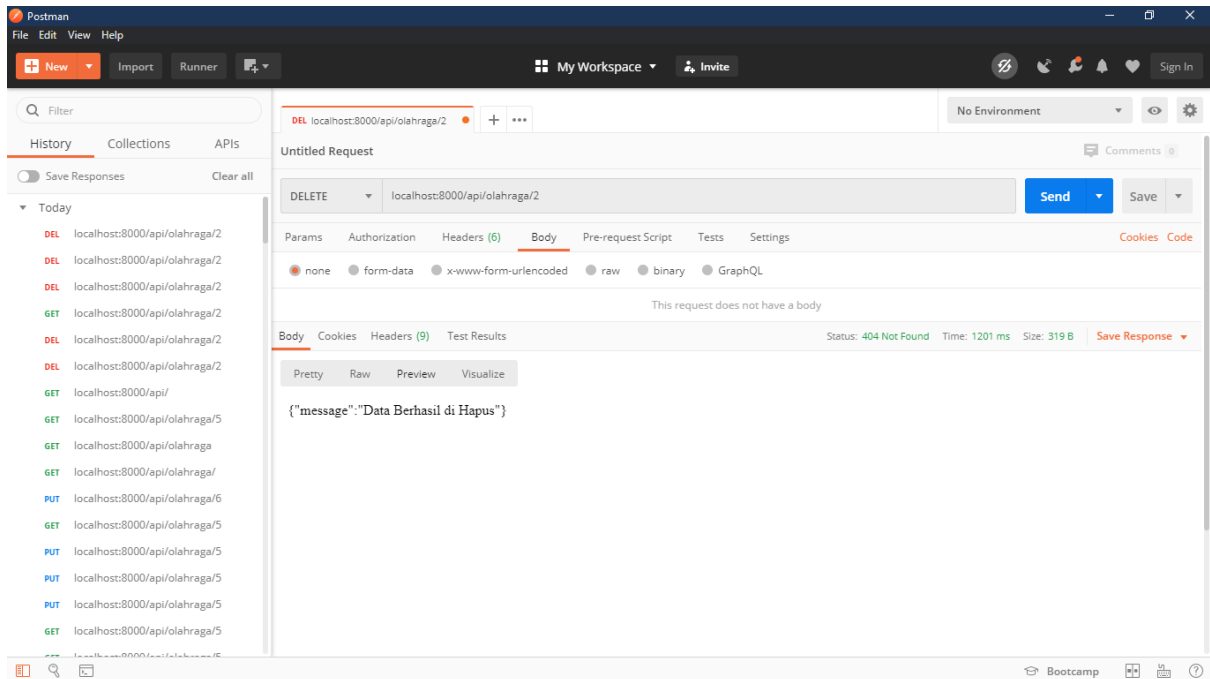 Postman
File Edit View Help
New Import Runner My Workspace Invite Sign In
Filter
History Collections APIs
Save Responses Clear all
Today
DEL localhost:8000/api/olahraga/2
DEL localhost:8000/api/olahraga/2
DEL localhost:8000/api/olahraga/2
GET localhost:8000/api/olahraga/2
DEL localhost:8000/api/olahraga/2
DEL localhost:8000/api/olahraga/2
GET localhost:8000/api/
GET localhost:8000/api/olahraga/5
GET localhost:8000/api/olahraga
GET localhost:8000/api/olahraga/
PUT localhost:8000/api/olahraga/6
GET localhost:8000/api/olahraga/5
PUT localhost:8000/api/olahraga/5
PUT localhost:8000/api/olahraga/5
PUT localhost:8000/api/olahraga/5
GET localhost:8000/api/olahraga/5
GET localhost:8000/api/olahraga/5
DEL localhost:8000/api/olahraga/2
No Environment
Untitled Request
Comments 0
DELETE localhost:8000/api/olahraga/2 Send Save
Params Authorization Headers (6) Body Pre-request Script Tests Settings Cookies Code
none form-data x-www-form-urlencoded raw binary GraphQL
This request does not have a body
Body Cookies Headers (9) Test Results Status: 404 Not Found Time: 1201 ms Size: 319 B Save Response
Pretty Raw Preview Visualize
{"message":"Data Berhasil di Hapus"}
Bootcamp